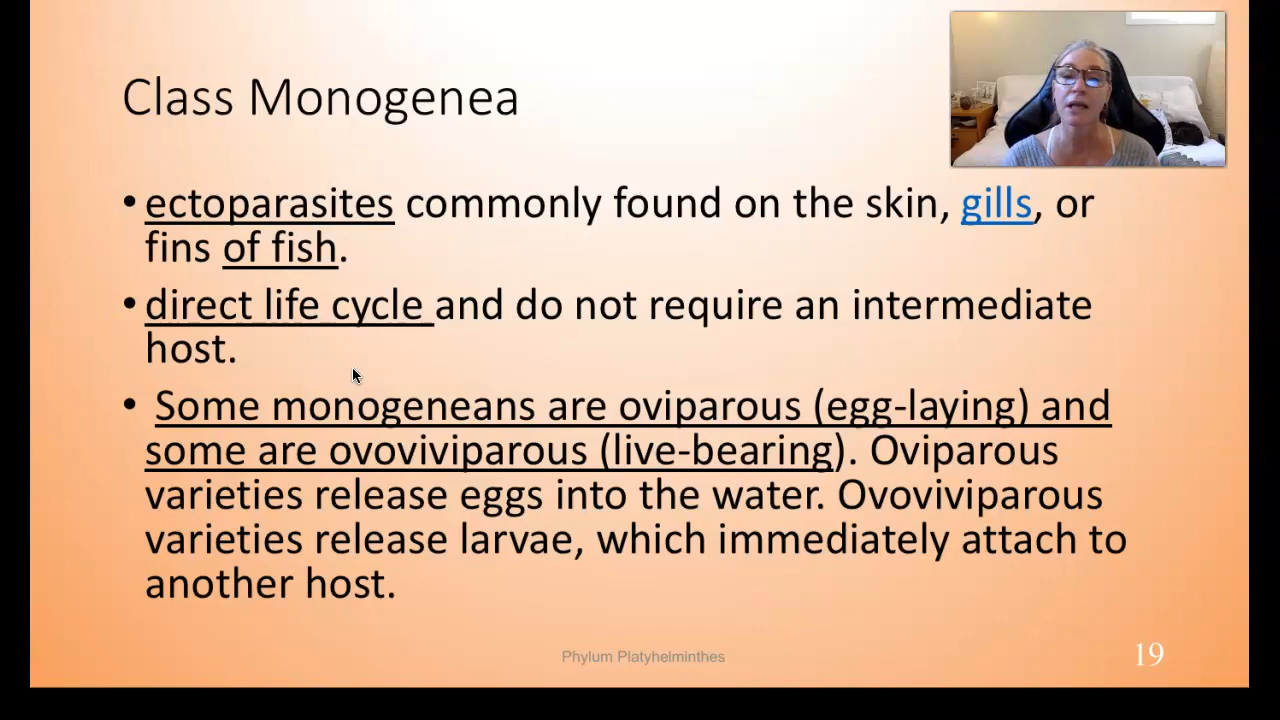 Class Monogenea
• ectoparasites commonly found on the skin, gills, or
fins of fish.
• direct life cycle and do not require an intermediate
host.
• Some monogeneans are oviparous (egg-laying) and
some are ovoviviparous (live-bearing). Oviparous
varieties release eggs into the water. Ovoviviparous
varieties release larvae, which immediately attach to
another host.
Phylum Platyhelminthes
19